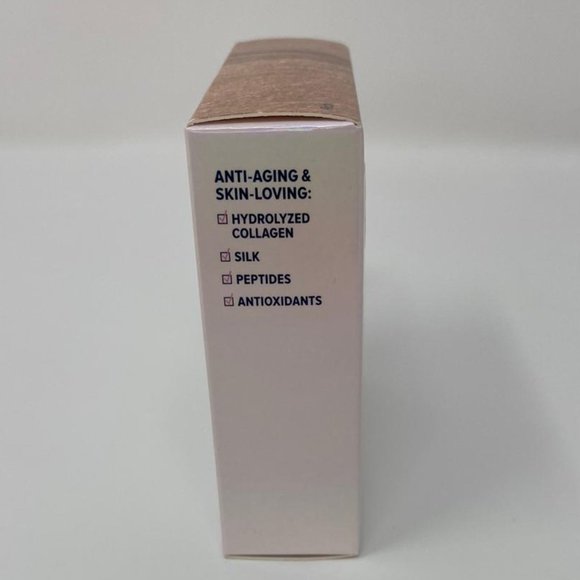 ANTI-AGING &
SKIN-LOVING:
☑ HYDROLYZED
COLLAGEN
☑ SILK
☑ PEPTIDES
☑ ANTIOXIDANTS